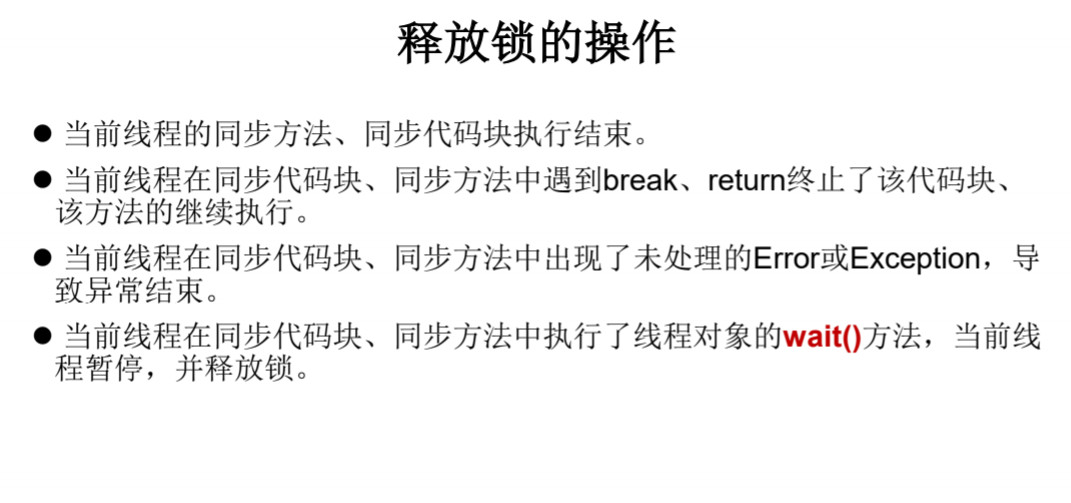 释放锁的操作
● 当前线程的同步方法、同步代码块执行结束。
● 当前线程在同步代码块、同步方法中遇到break、return终止了该代码块、
该方法的继续执行。
● 当前线程在同步代码块、同步方法中出现了未处理的Error或Exception，导
致异常结束。
● 当前线程在同步代码块、同步方法中执行了线程对象的wait()方法，当前线
程暂停，并释放锁。